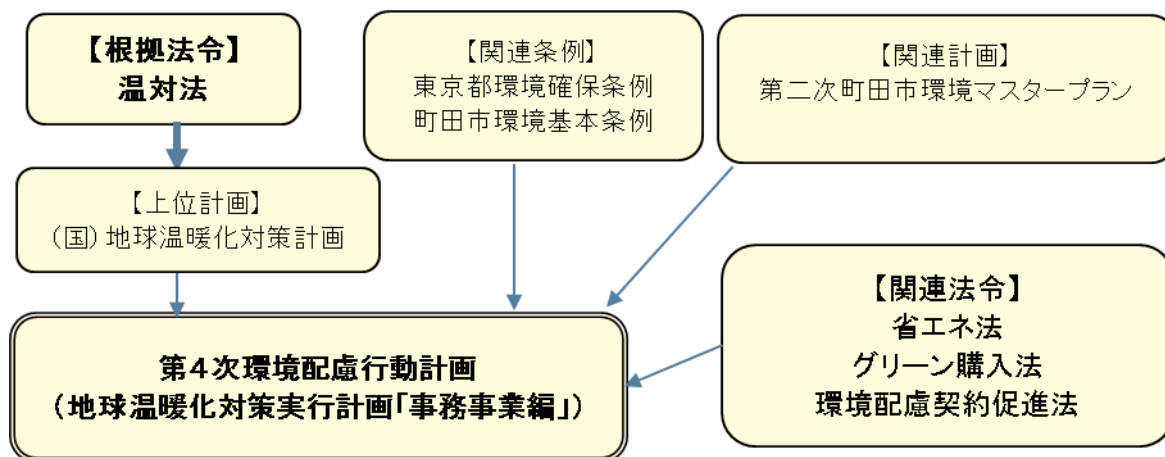 【根拠法令】
温対法
【関連条例】
東京都環境確保条例
町田市環境基本条例
【関連計画】
第二次町田市環境マスタープラン
【上位計画】
(国)地球温暖化対策計画
【関連法令】
省エネ法
グリーン購入法
環境配慮契約促進法
第4次環境配慮行動計画
(地球温暖化対策実行計画「事務事業編」)